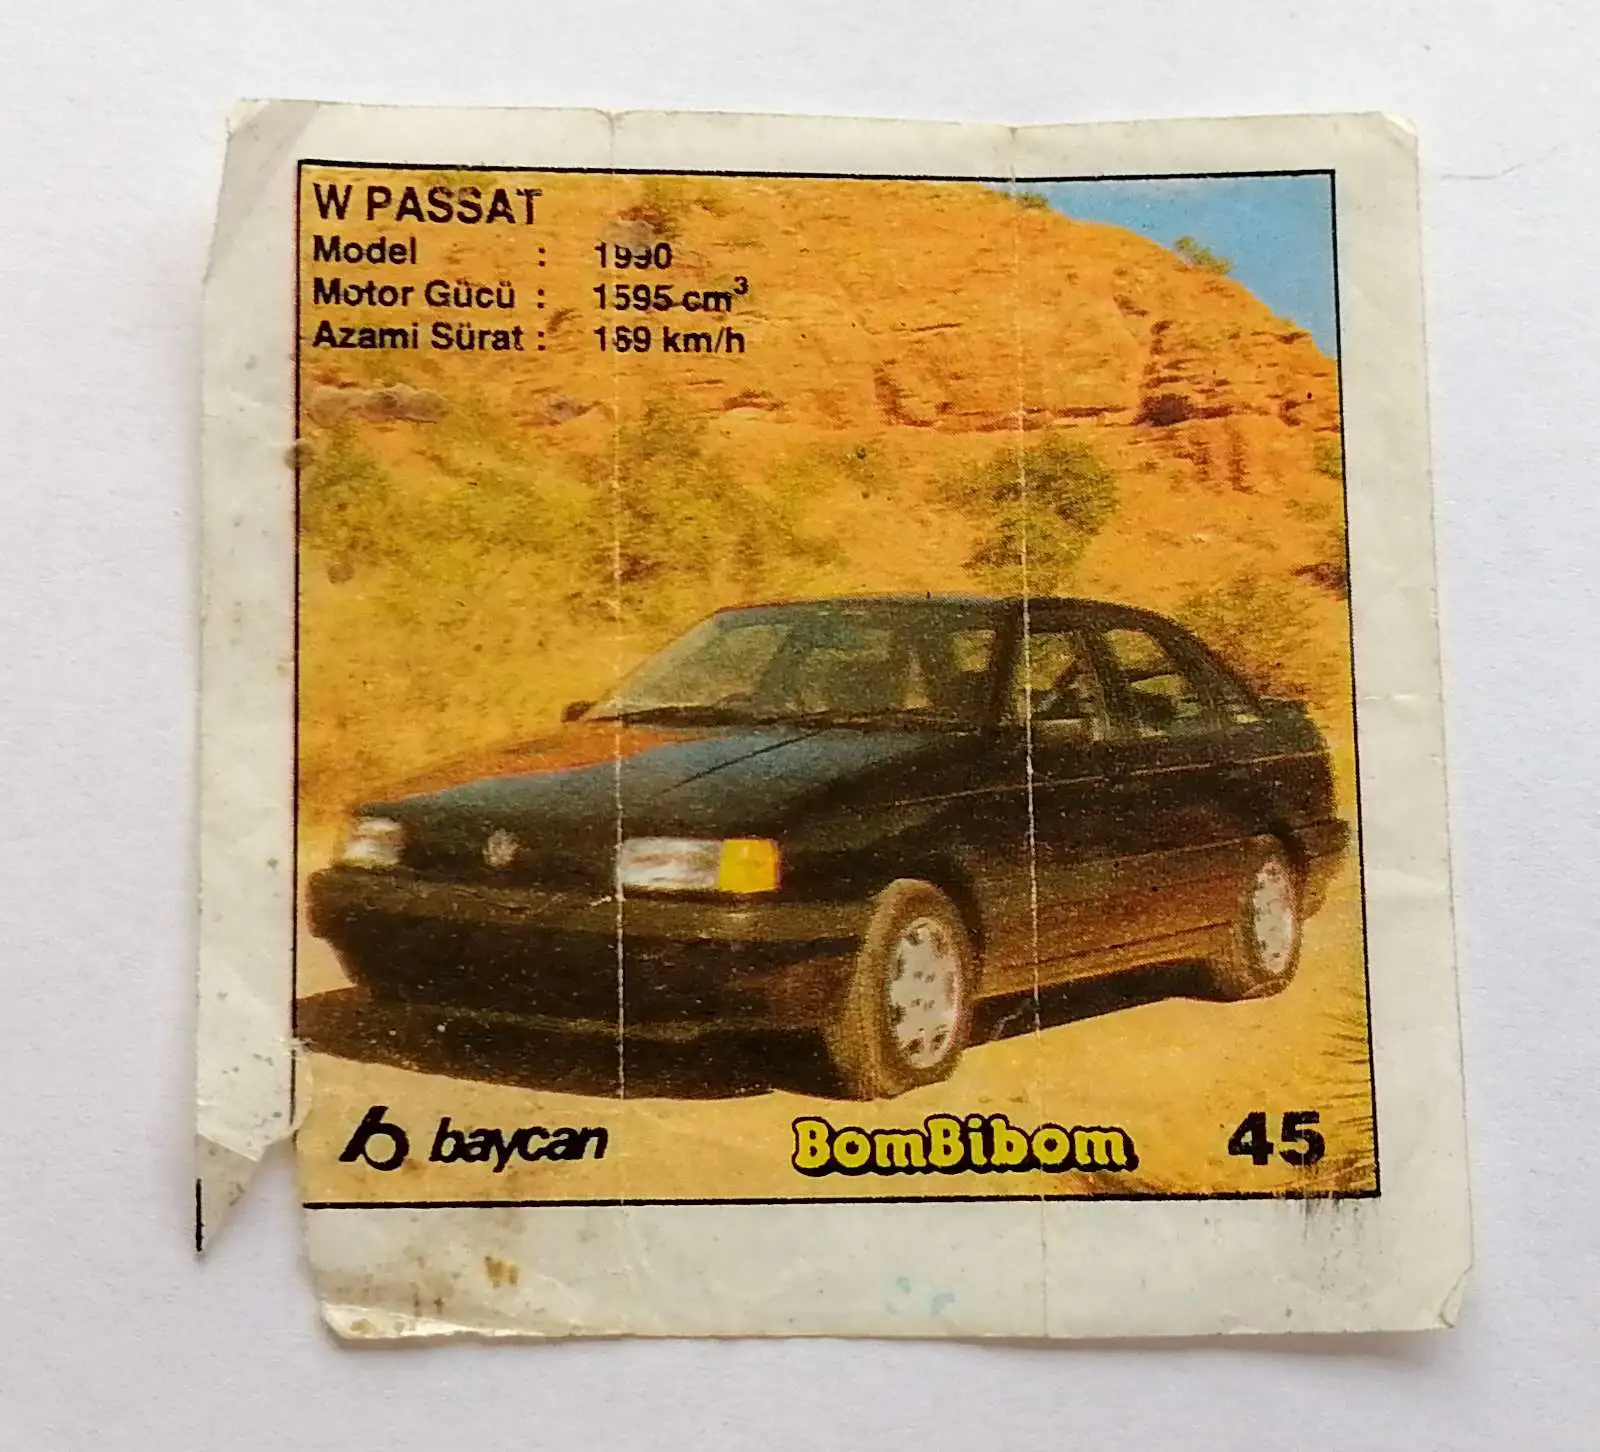 W PASSAT
Model : 1990
Motor Gücü : 1595 cm³
Azami Sürat : 169 km/h
baycan BomBibom 45